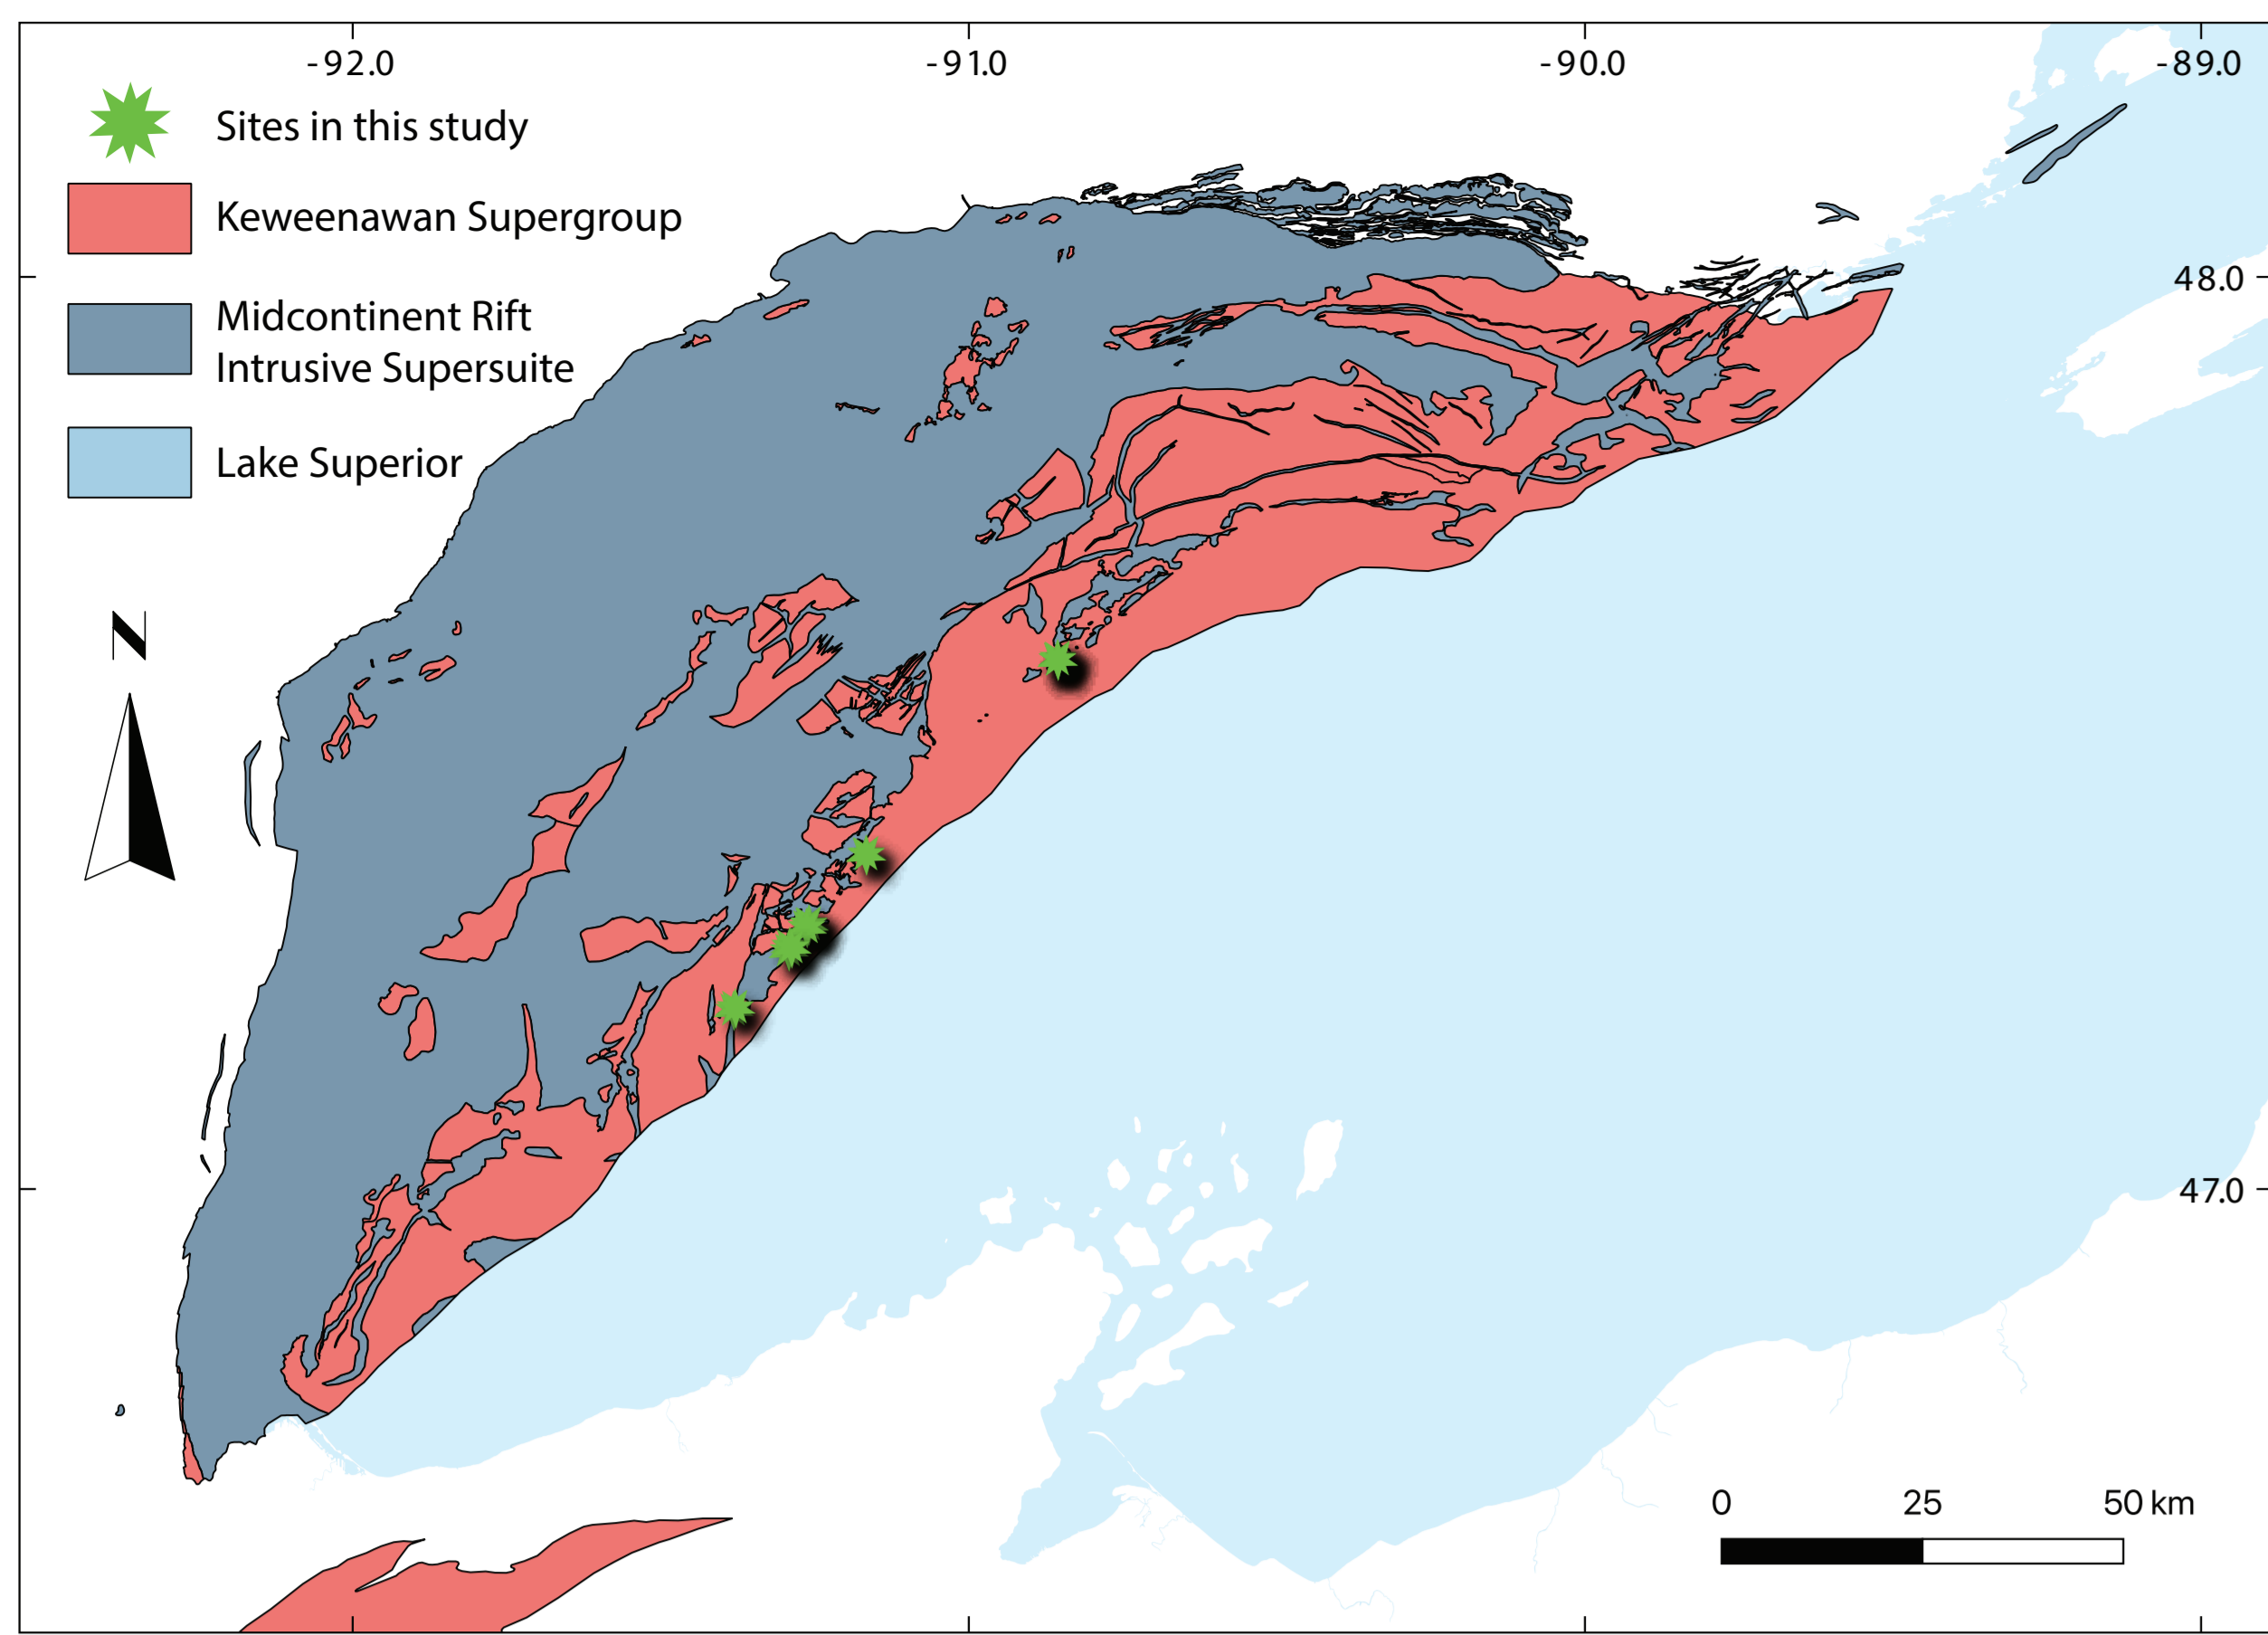 -92.0
-91.0
-90.0
-89.0
Sites in this study
Keweenawan Supergroup
48.0
Midcontinent Rift
Intrusive Supersuite
Lake Superior
N
47.0
0 25 50 km